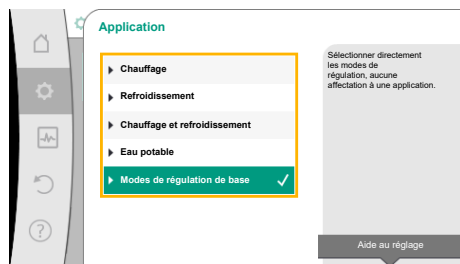 Application
Chauffage
Refroidissement
Chauffage et refroidissement
Eau potable
Modes de régulation de base
Sélectionner directement
les modes de
régulation, aucune
affectation à une application.
Aide au réglage
?